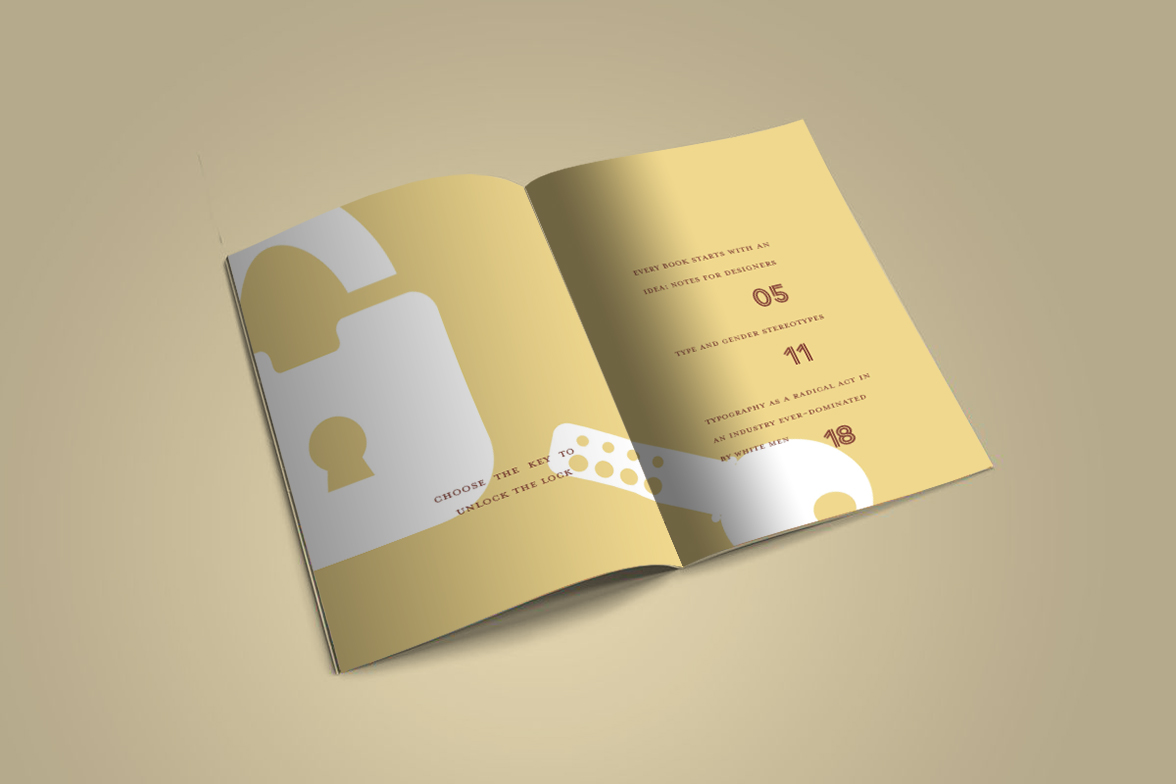 CHOOSE THE KEY TO
UNLOCK THE LOCK
EVERY BOOK STARTS WITH AN
IDEA: NOTES FOR DESIGNERS
05
TYPE AND GENDER STEREOTYPES
11
TYPOGRAPHY AS A RADICAL ACT IN
AN INDUSTRY EVER-DOMINATED
BY WHITE MEN
18